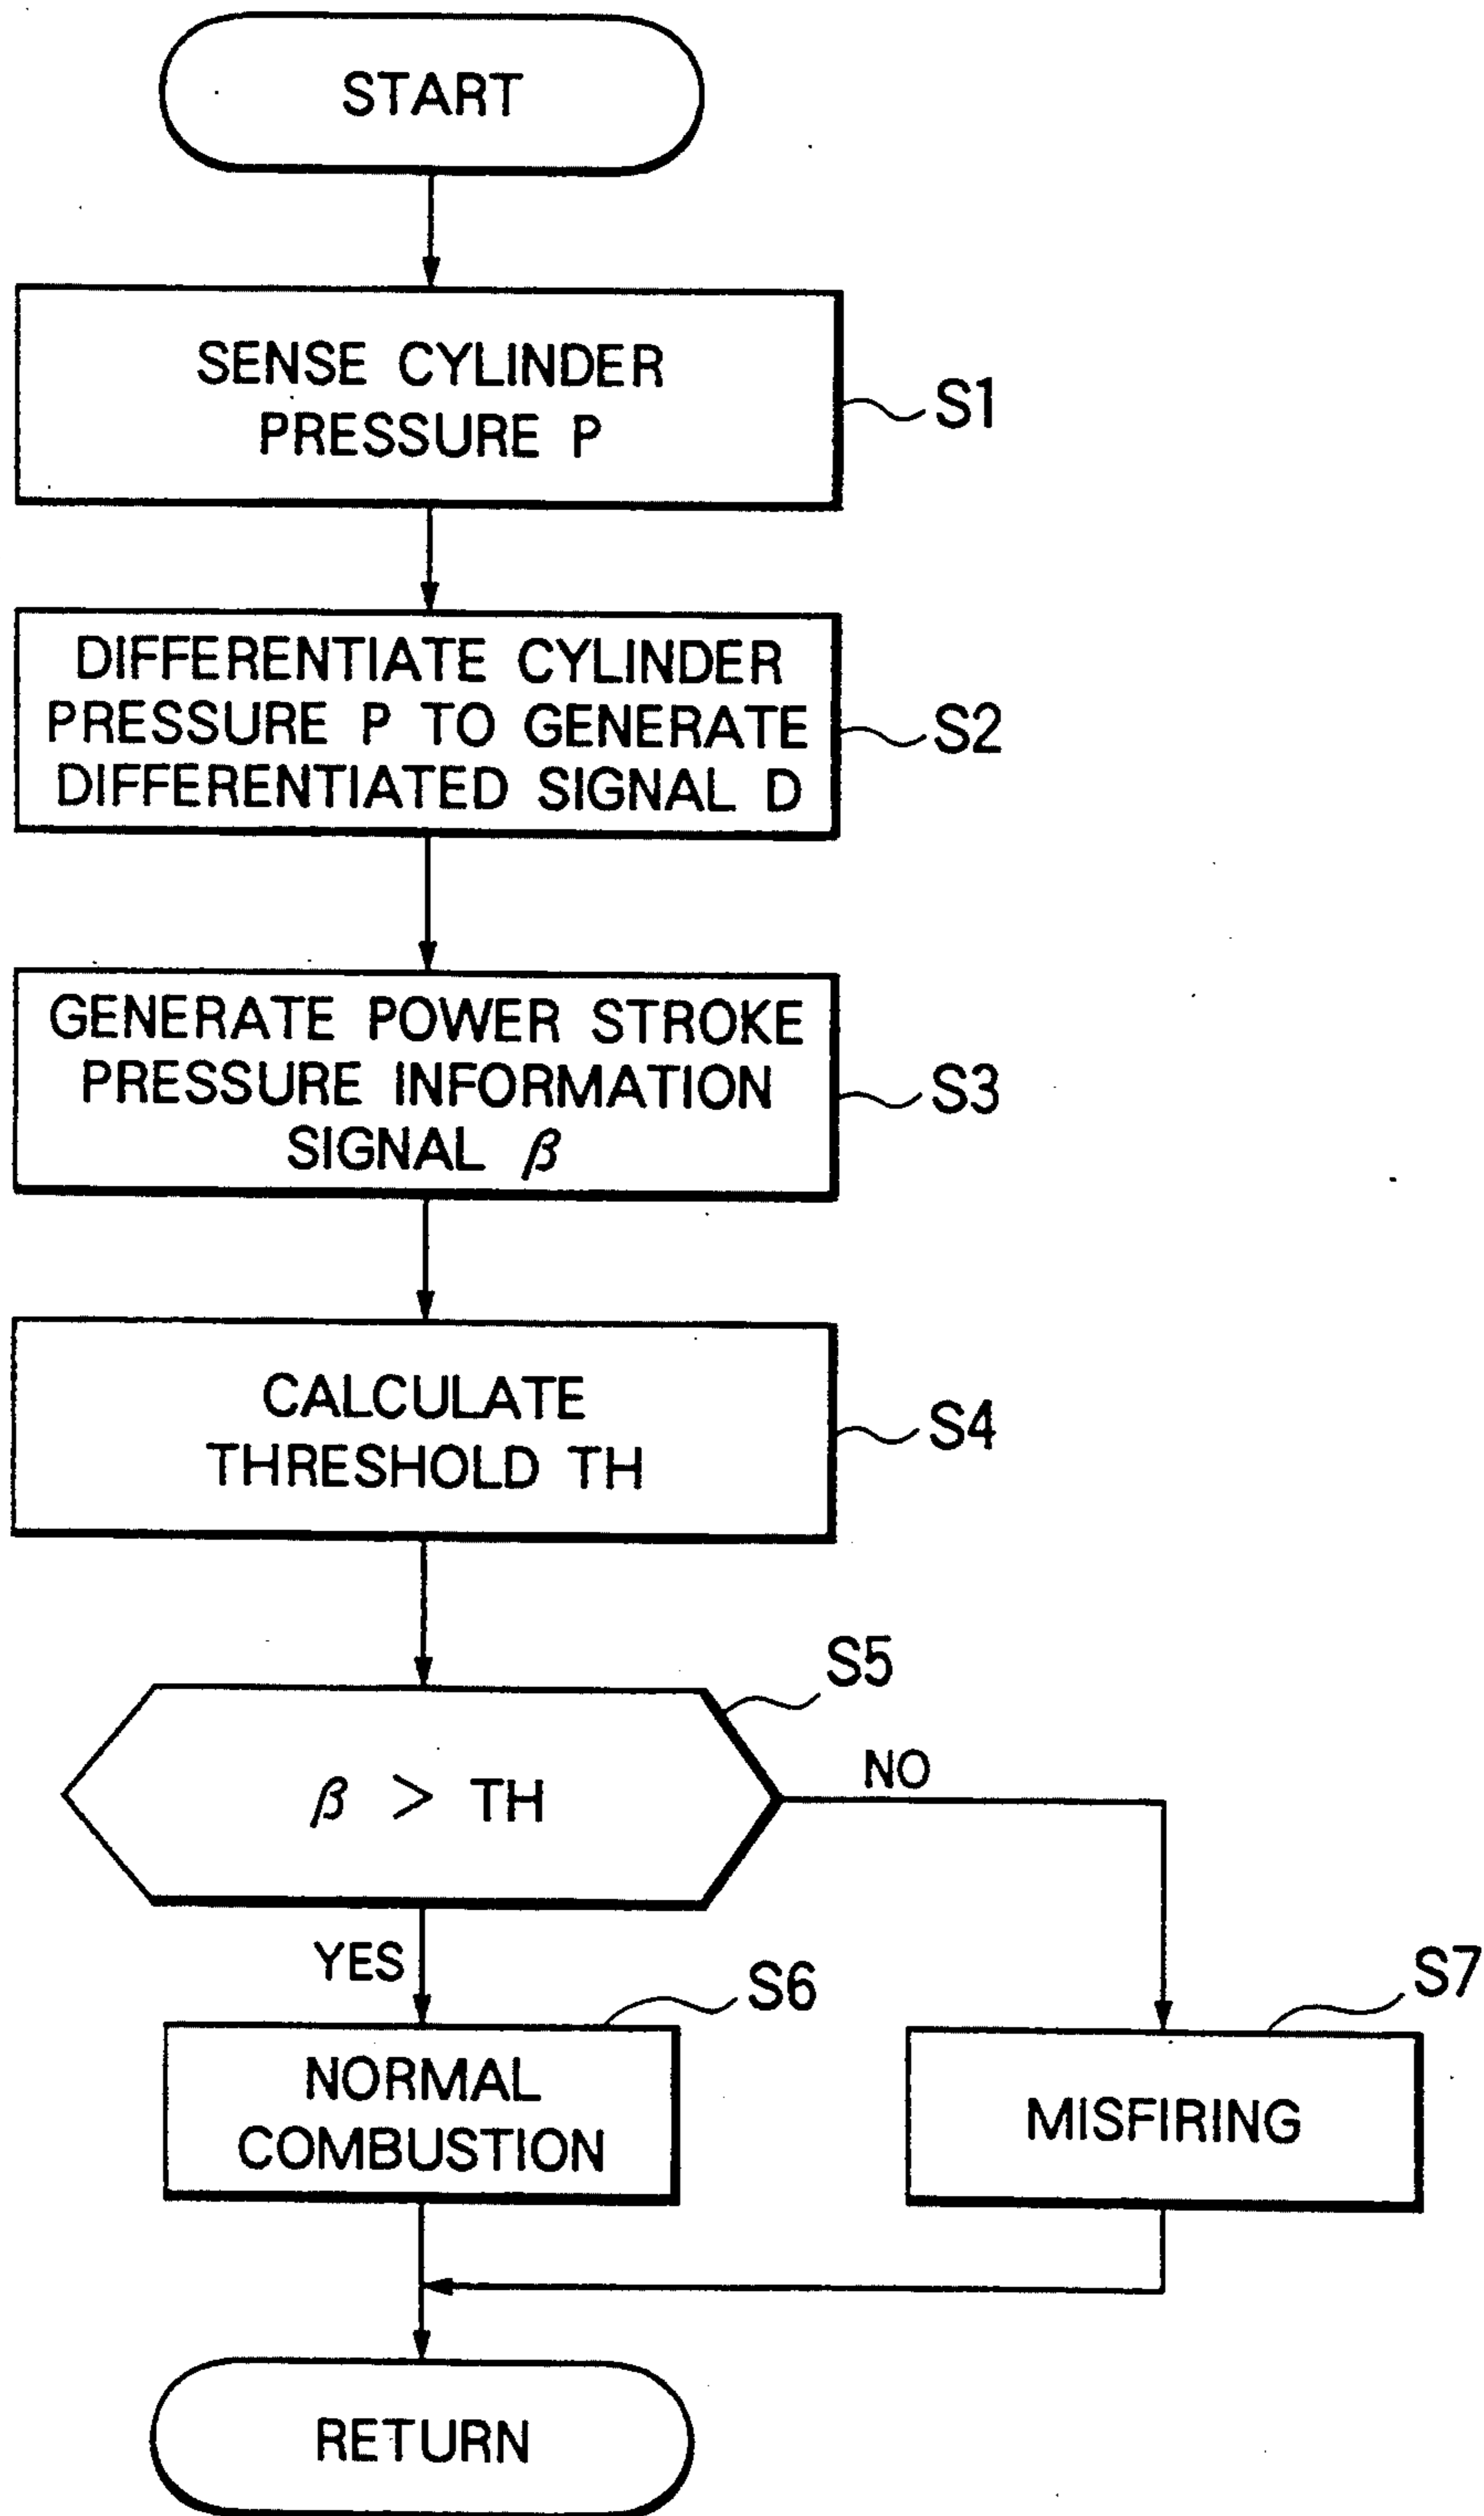 START
SENSE CYLINDER
PRESSURE P
S1
DIFFERENTIATE CYLINDER
PRESSURE P TO GENERATE
DIFFERENTIATED SIGNAL D
S2
GENERATE POWER STROKE
PRESSURE INFORMATION
SIGNAL β
S3
CALCULATE
THRESHOLD TH
S4
S5
β > TH
NO
YES
S6
NORMAL
COMBUSTION
S7
MISFIRING
RETURN